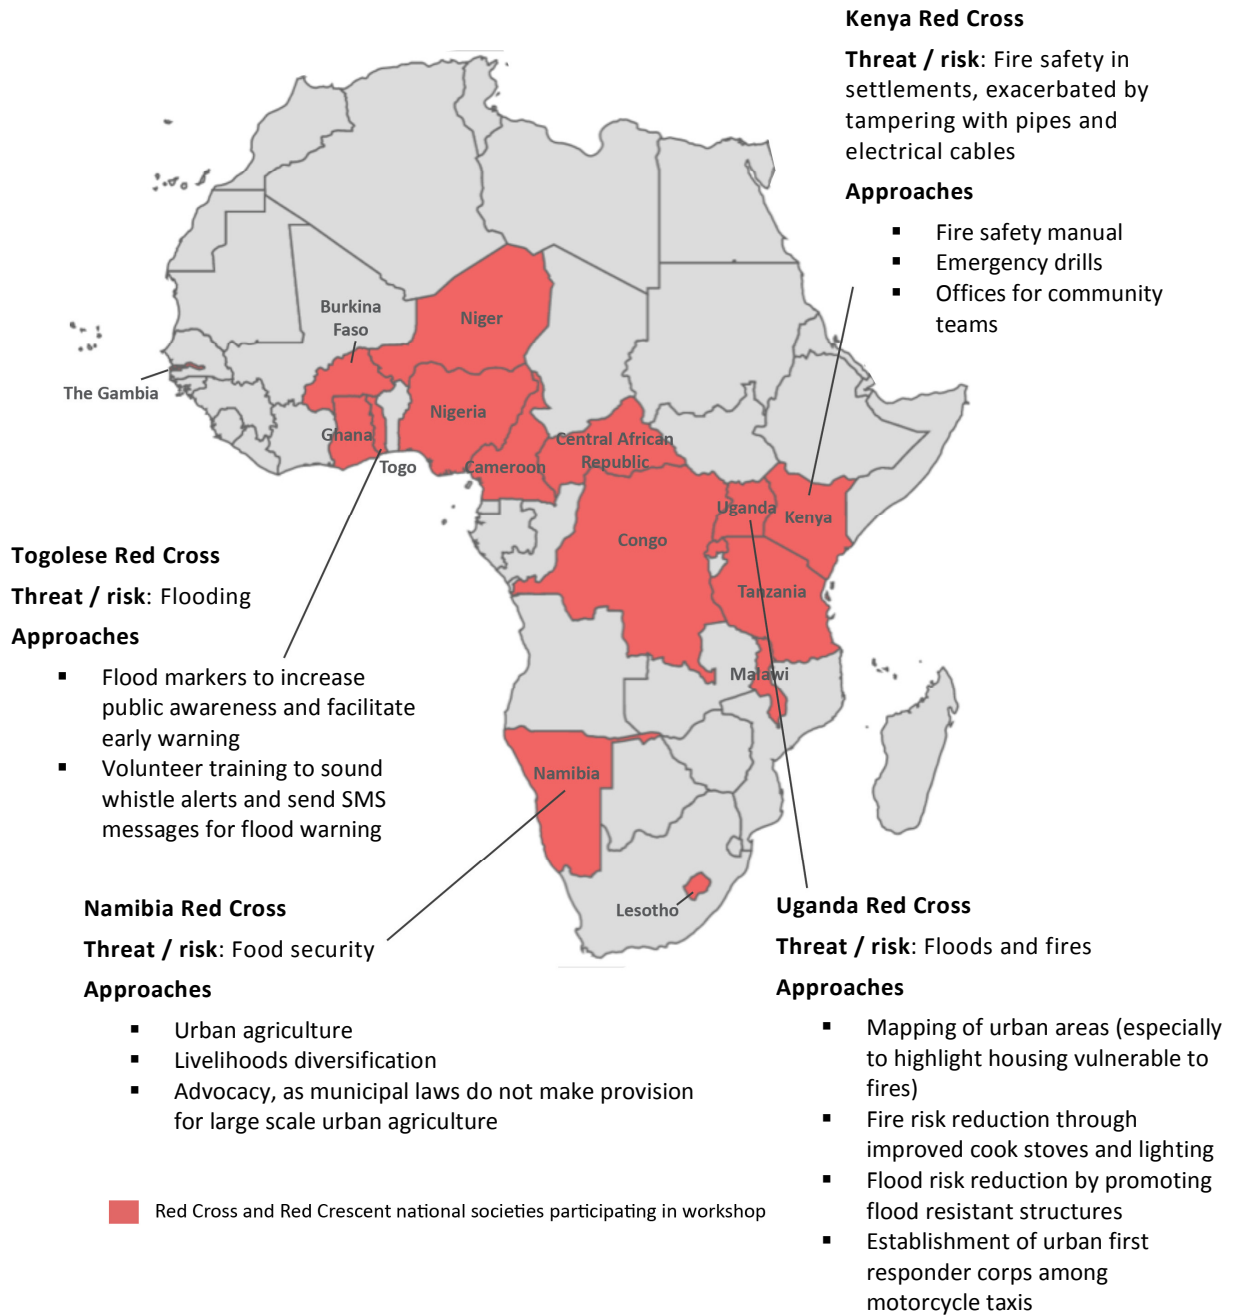 Kenya Red Cross
Threat / risk: Fire safety in
settlements, exacerbated by
tampering with pipes and
electrical cables
Approaches
▪ Fire safety manual
▪ Emergency drills
▪ Offices for community
teams
Burkina
Faso
Niger
The Gambia
Nigeria
Ghana
Togo
Cameroon
Central African
Republic
Uganda
Kenya
Congo
Tanzania
Malawi
Namibia
Lesotho
Togolese Red Cross
Threat / risk: Flooding
Approaches
▪ Flood markers to increase
public awareness and facilitate
early warning
▪ Volunteer training to sound
whistle alerts and send SMS
messages for flood warning
Namibia Red Cross
Threat / risk: Food security
Approaches
▪ Urban agriculture
▪ Livelihoods diversification
▪ Advocacy, as municipal laws do not make provision
for large scale urban agriculture
Uganda Red Cross
Threat / risk: Floods and fires
Approaches
▪ Mapping of urban areas (especially
to highlight housing vulnerable to
fires)
▪ Fire risk reduction through
improved cook stoves and lighting
▪ Flood risk reduction by promoting
flood resistant structures
▪ Establishment of urban first
responder corps among
motorcycle taxis
Red Cross and Red Crescent national societies participating in workshop